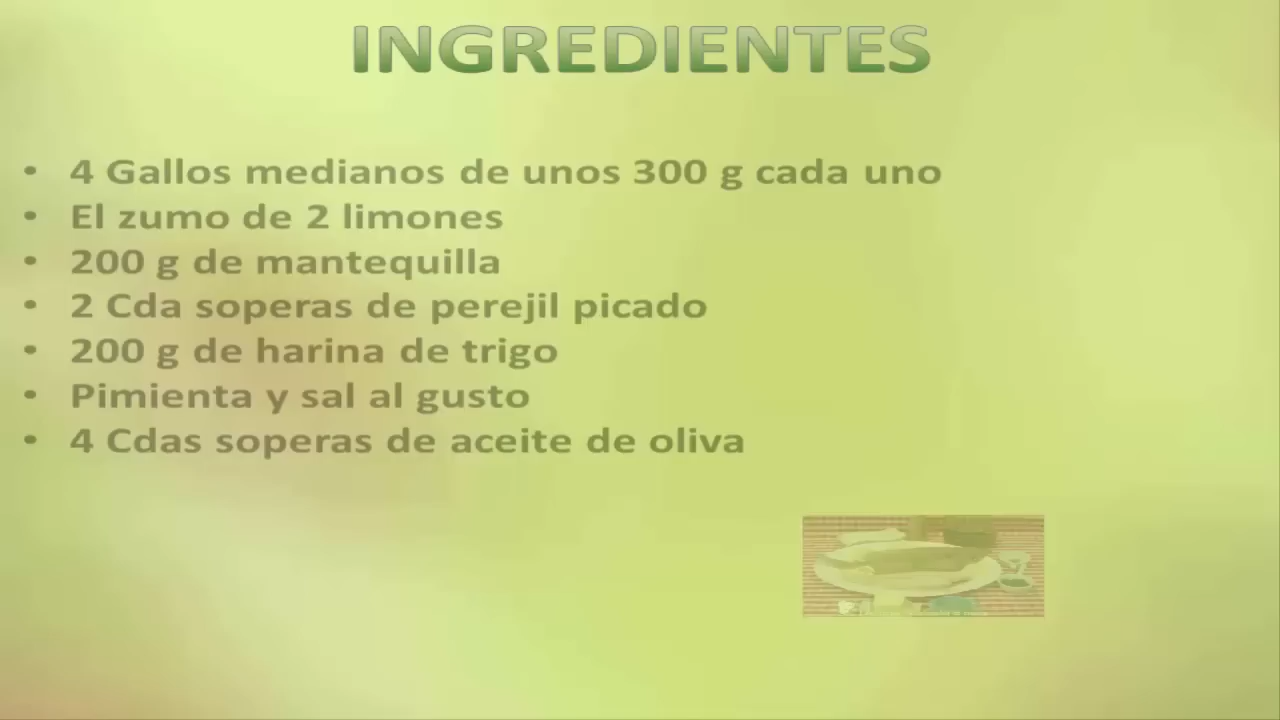 INGREDIENTES
• 4 Gallos medianos de unos 300 g cada uno
• El zumo de 2 limones
• 200 g de mantequilla
• 2 Cda soperas de perejil picado
• 200 g de harina de trigo
• Pimienta y sal al gusto
• 4 Cdas soperas de aceite de oliva